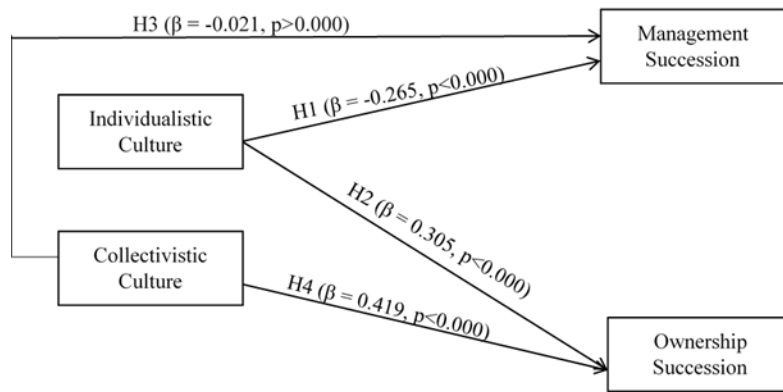 H3 (β = -0.021, p>0.000)
Management
Succession
H1 (β = -0.265, p<0.000)
Individualistic
Culture
H2 (β = 0.305, p<0.000)
Collectivistic
Culture
H4 (β = 0.419, p<0.000)
Ownership
Succession